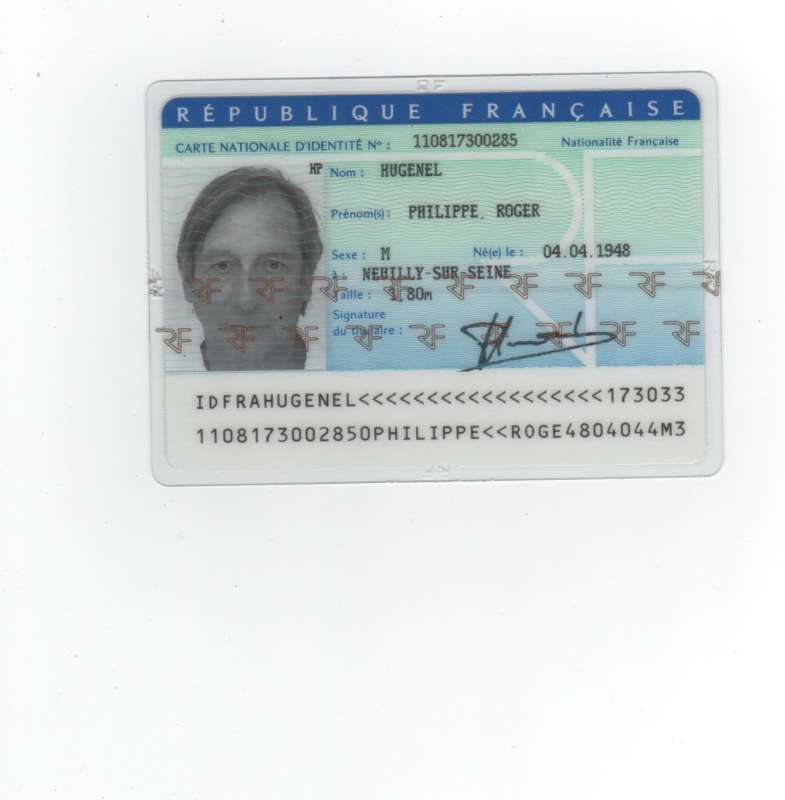 RÉPUBLIQUE FRANÇAISE
CARTE NATIONALE D'IDENTITÉ Nº : 110817300285 Nationalité Française
HP Nom : HUGENEL
Prénom(s) : PHILIPPE, ROGER
Sexe : M Né(e) le : 04.04.1948
à : NEUILLY-SUR SEINE
Taille : 1,80m
Signature
du titulaire :
RF RF RF RF RF RF RF RF
RF RF RF RF RF RF RF RF
IDFRAHUGENEL<<<<<<<<<<<<<<<<<<173033
1108173002850PHILIPPE<<ROGE4804044M3